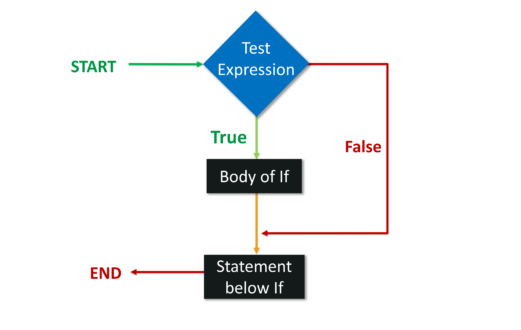 START
Test
Expression
True
False
Body of If
Statement
below If
END